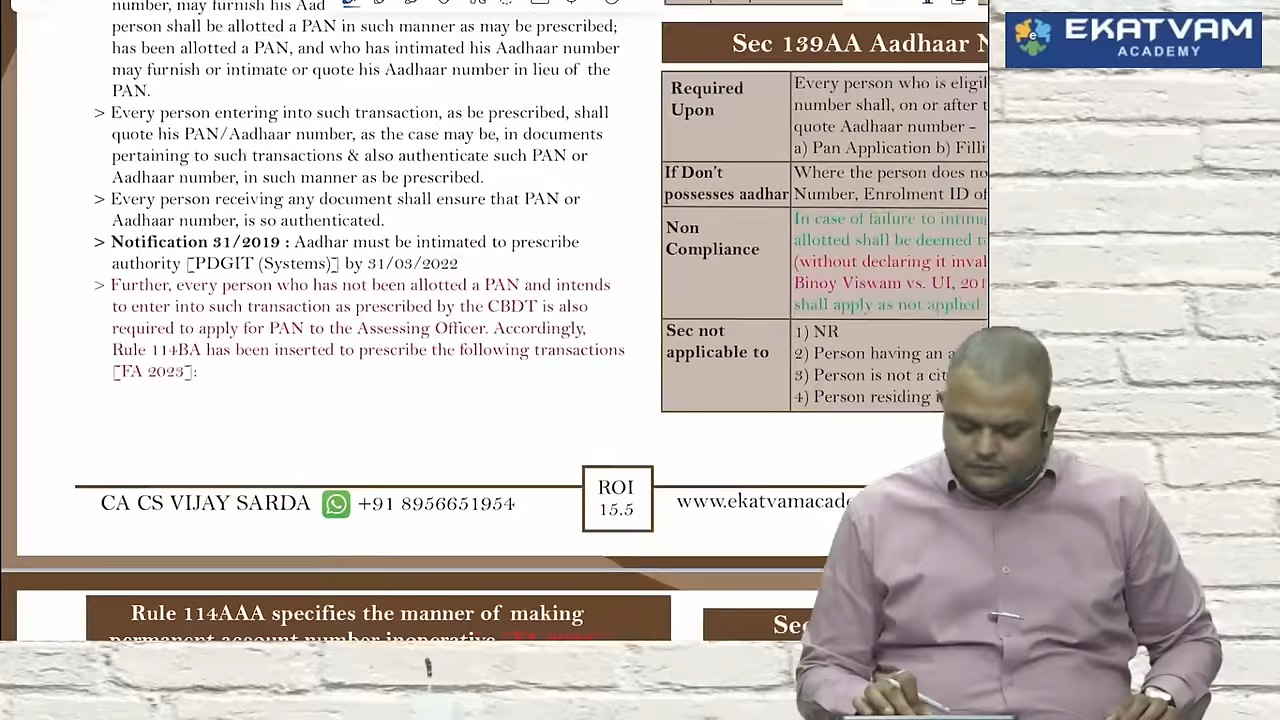 number, may furnish his Aad
person shall be allotted a PAN in such manner as may be prescribed;
has been allotted a PAN, and who has intimated his Aadhaar number
may furnish or intimate or quote his Aadhaar number in lieu of the
PAN.
> Every person entering into such transaction, as be prescribed, shall
quote his PAN/Aadhaar number, as the case may be, in documents
pertaining to such transactions & also authenticate such PAN or
Aadhaar number, in such manner as be prescribed.
> Every person receiving any document shall ensure that PAN or
Aadhaar number, is so authenticated.
> Notification 31/2019 : Aadhar must be intimated to prescribe
authority [PDGIT (Systems)] by 31/03/2022
> Further, every person who has not been allotted a PAN and intends
to enter into such transaction as prescribed by the CBDT is also
required to apply for PAN to the Assessing Officer. Accordingly,
Rule 114BA has been inserted to prescribe the following transactions
[FA 2023]:
Sec 139AA Aadhaar N
Required
Upon
Every person who is eligil
number shall, on or after t
quote Aadhaar number –
a) Pan Application b) Filli
If Don't
possesses aadhar
Where the person does no
Number, Enrolment ID of
Non
Compliance
In case of failure to intima
allotted shall be deemed t
(without declaring it inval
Binoy Viswam vs. UI, 201
shall apply as not applied
Sec not
applicable to
1) NR
2) Person having an a
3) Person is not a cit
4) Person residing i
CA CS VIJAY SARDA +91 8956651954
ROI
15.5
www.ekatvamacade
Rule 114AAA specifies the manner of making
permanent account number inoperative
Sec
EKATVAM
ACADEMY